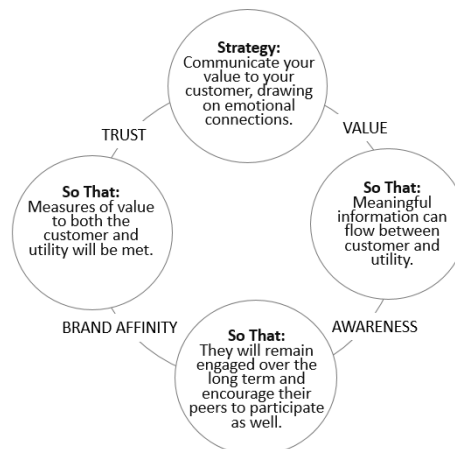 Strategy:
Communicate your
value to your
customer, drawing
on emotional
connections.
TRUST
VALUE
So That:
Measures of value
to both the
customer and
utility will be met.
So That:
Meaningful
information can
flow between
customer and
utility.
BRAND AFFINITY
AWARENESS
So That:
They will remain
engaged over the
long term and
encourage their
peers to participate
as well.